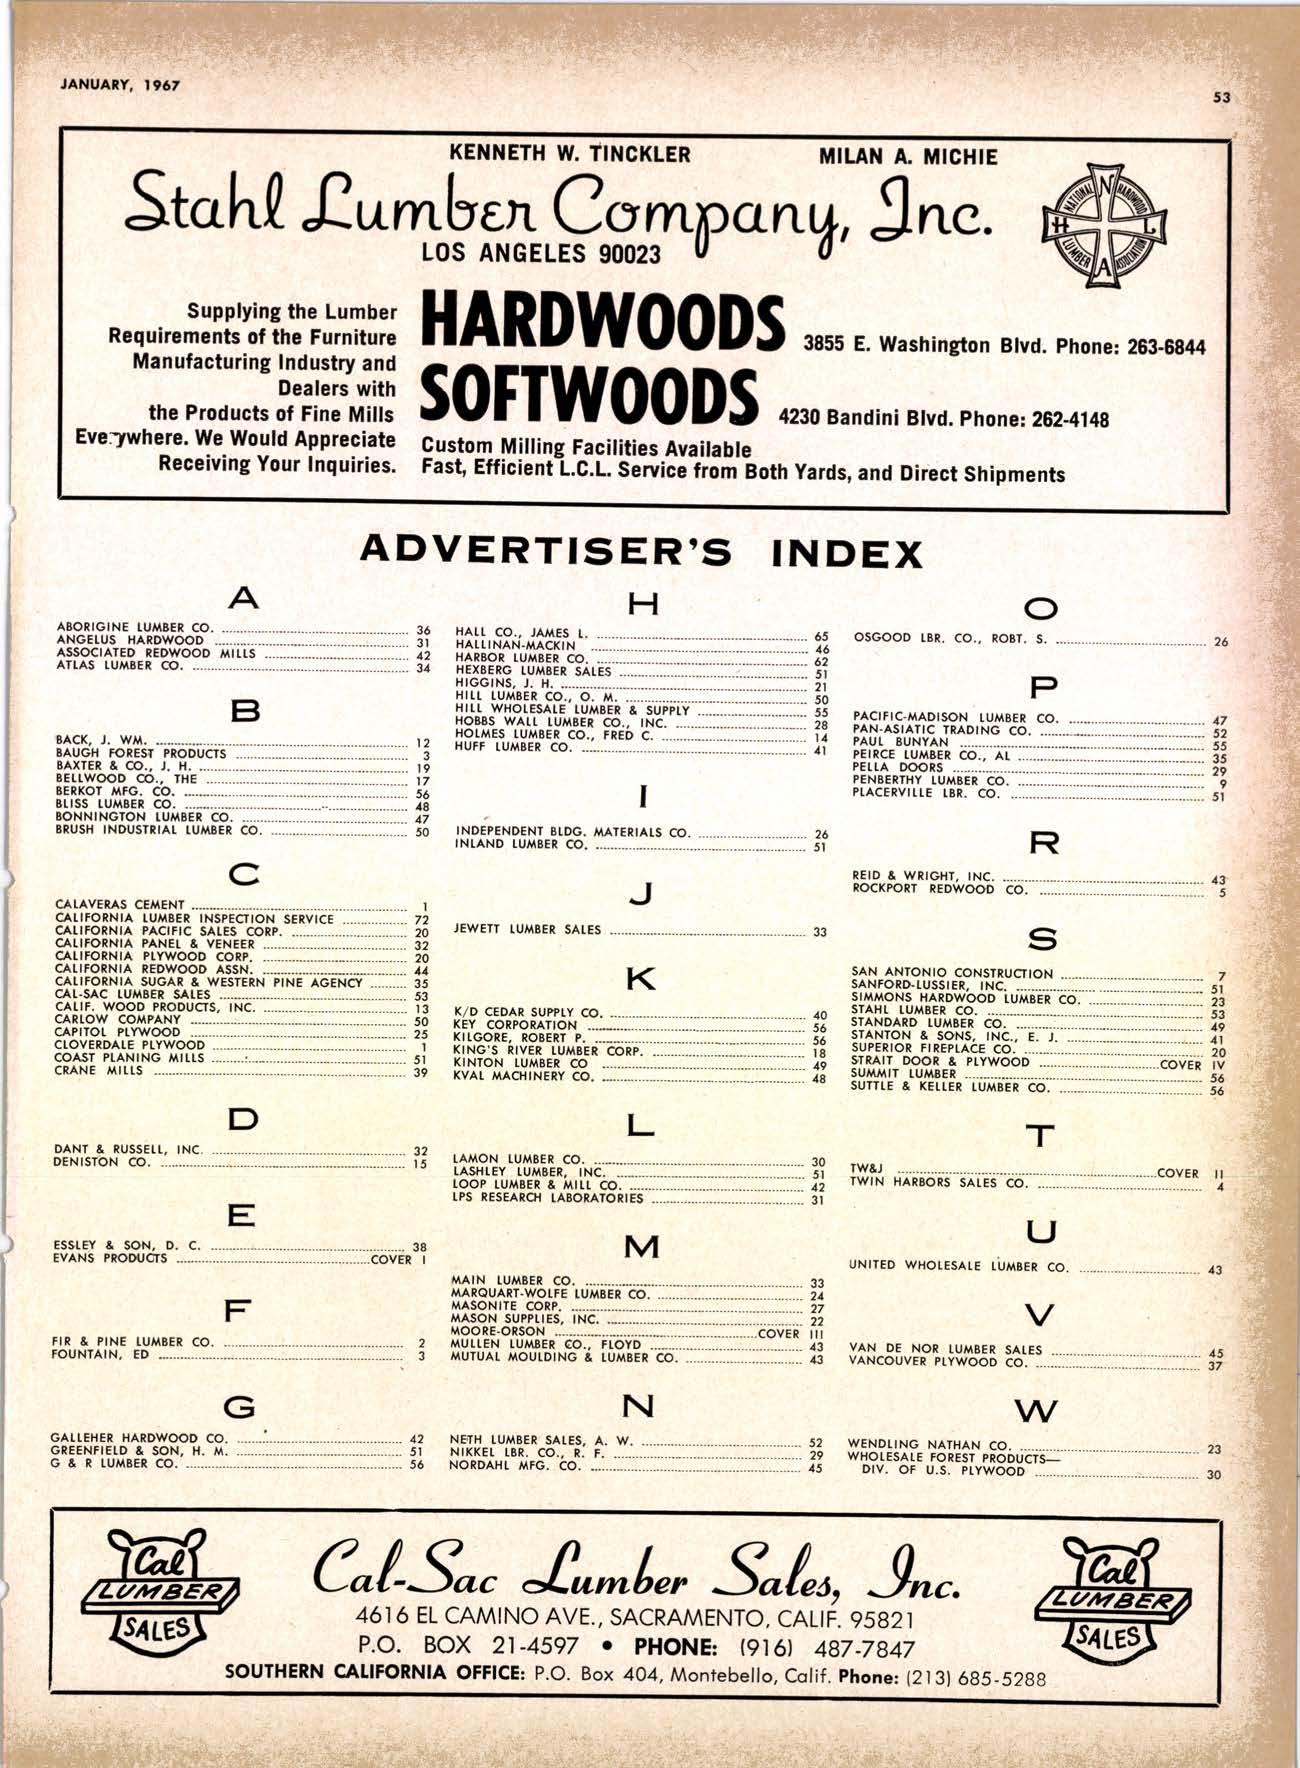 JANUARY, 1967
53
KENNETH W. TINCKLER MILAN A. MICHIE
Stahl Lumber Company, Inc.
NATIONAL HARDWOOD LUMBER ASSOCIATION
N H L A
LOS ANGELES 90023
Supplying the Lumber
Requirements of the Furniture
Manufacturing Industry and
Dealers with
the Products of Fine Mills
Everywhere. We Would Appreciate
Receiving Your Inquiries.
HARDWOODS 3855 E. Washington Blvd. Phone: 263-6844
SOFTWOODS 4230 Bandini Blvd. Phone: 262-4148
Custom Milling Facilities Available
Fast, Efficient L.C.L. Service from Both Yards, and Direct Shipments
ADVERTISER'S INDEX
A
ABORIGINE LUMBER CO. 36
ANGELUS HARDWOOD 31
ASSOCIATED REDWOOD MILLS 42
ATLAS LUMBER CO. 34
B
BACK, J. WM. 12
BAUGH FOREST PRODUCTS 3
BAXTER & CO., J. H. 19
BELLWOOD CO., THE 17
BERKOT MFG. CO. 56
BLISS LUMBER CO. 48
BONNINGTON LUMBER CO. 47
BRUSH INDUSTRIAL LUMBER CO. 50
C
CALAVERAS CEMENT 1
CALIFORNIA LUMBER INSPECTION SERVICE 72
CALIFORNIA PACIFIC SALES CORP. 20
CALIFORNIA PANEL & VENEER 32
CALIFORNIA PLYWOOD CORP. 20
CALIFORNIA REDWOOD ASSN. 44
CALIFORNIA SUGAR & WESTERN PINE AGENCY 35
CAL-SAC LUMBER SALES 53
CALIF. WOOD PRODUCTS, INC. 13
CARLOW COMPANY 50
CAPITOL PLYWOOD 25
CLOVERDALE PLYWOOD 1
COAST PLANING MILLS 51
CRANE MILLS 39
D
DANT & RUSSELL, INC. 32
DENISTON CO. 15
E
ESSLEY & SON, D. C. 38
EVANS PRODUCTS COVER I
F
FIR & PINE LUMBER CO. 2
FOUNTAIN, ED 3
G
GALLEHER HARDWOOD CO. 42
GREENFIELD & SON, H. M. 51
G & R LUMBER CO. 56
H
HALL CO., JAMES L. 65
HALLINAN-MACKIN 46
HARBOR LUMBER CO. 62
HEXBERG LUMBER SALES 51
HIGGINS, J. H. 21
HILL LUMBER CO., O. M. 50
HILL WHOLESALE LUMBER & SUPPLY 55
HOBBS WALL LUMBER CO., INC. 28
HOLMES LUMBER CO., FRED C. 14
HUFF LUMBER CO. 41
I
INDEPENDENT BLDG. MATERIALS CO. 26
INLAND LUMBER CO. 51
J
JEWETT LUMBER SALES 33
K
K/D CEDAR SUPPLY CO. 40
KEY CORPORATION 56
KILGORE, ROBERT P. 56
KING'S RIVER LUMBER CORP. 18
KINTON LUMBER CO 49
KVAL MACHINERY CO. 48
L
LAMON LUMBER CO. 30
LASHLEY LUMBER, INC. 51
LOOP LUMBER & MILL CO. 42
LPS RESEARCH LABORATORIES 31
M
MAIN LUMBER CO. 33
MARQUART-WOLFE LUMBER CO. 24
MASONITE CORP. 27
MASON SUPPLIES, INC. 22
MOORE-ORSON COVER III
MULLEN LUMBER CO., FLOYD 43
MUTUAL MOULDING & LUMBER CO. 43
N
NETH LUMBER SALES, A. W. 52
NIKKEL LBR. CO., R. F. 29
NORDAHL MFG. CO. 45
O
OSGOOD LBR. CO., ROBT. S. 26
P
PACIFIC-MADISON LUMBER CO. 47
PAN-ASIATIC TRADING CO. 52
PAUL BUNYAN 55
PEIRCE LUMBER CO., AL 35
PELLA DOORS 29
PENBERTHY LUMBER CO. 9
PLACERVILLE LBR. CO. 51
R
REID & WRIGHT, INC. 43
ROCKPORT REDWOOD CO. 5
S
SAN ANTONIO CONSTRUCTION 7
SANFORD-LUSSIER, INC. 51
SIMMONS HARDWOOD LUMBER CO. 23
STAHL LUMBER CO. 53
STANDARD LUMBER CO. 49
STANTON & SONS, INC., E. J. 41
SUPERIOR FIREPLACE CO. 20
STRAIT DOOR & PLYWOOD COVER IV
SUMMIT LUMBER 56
SUTTLE & KELLER LUMBER CO. 56
T
TW&J COVER II
TWIN HARBORS SALES CO. 4
U
UNITED WHOLESALE LUMBER CO. 43
V
VAN DE NOR LUMBER SALES 45
VANCOUVER PLYWOOD CO. 37
W
WENDLING NATHAN CO. 23
WHOLESALE FOREST PRODUCTS—
DIV. OF U.S. PLYWOOD 30
Cal
LUMBER
SALES
Cal-Sac Lumber Sales, Inc.
4616 EL CAMINO AVE., SACRAMENTO, CALIF. 95821
P.O. BOX 21-4597 • PHONE: (916) 487-7847
SOUTHERN CALIFORNIA OFFICE: P.O. Box 404, Montebello, Calif. Phone: (213) 685-5288
Cal
LUMBER
SALES